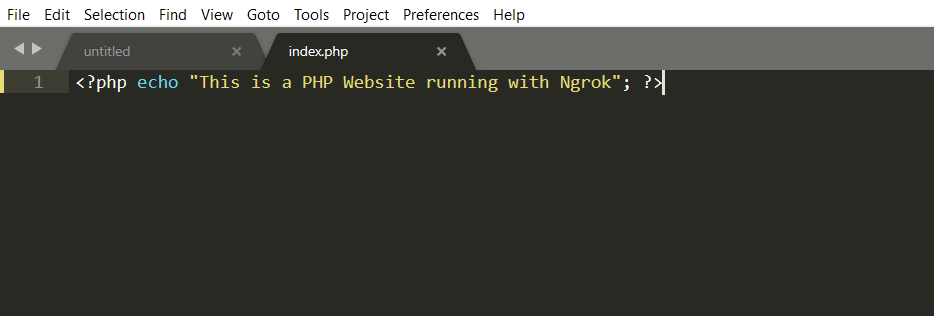 File Edit Selection Find View Goto Tools Project Preferences Help
untitled index.php
1 <?php echo "This is a PHP Website running with Ngrok"; ?>